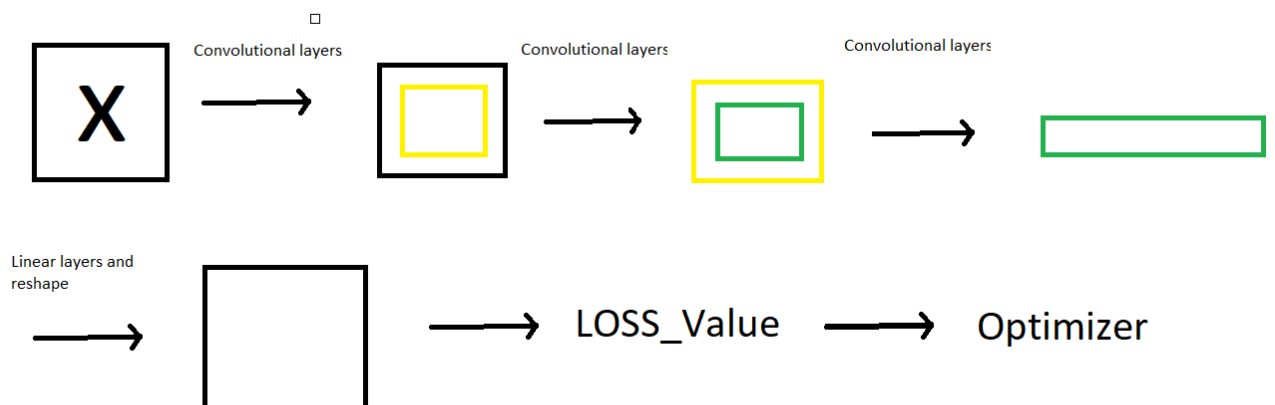 Convolutional layers
Convolutional layers
Convolutional layers
X
Linear layers and
reshape
LOSS_Value
Optimizer